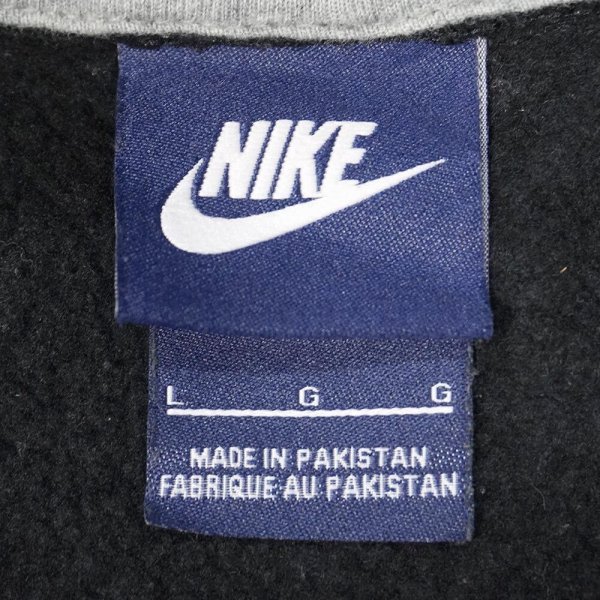 NIKE
L G G
MADE IN PAKISTAN
FABRIQUE AU PAKISTAN